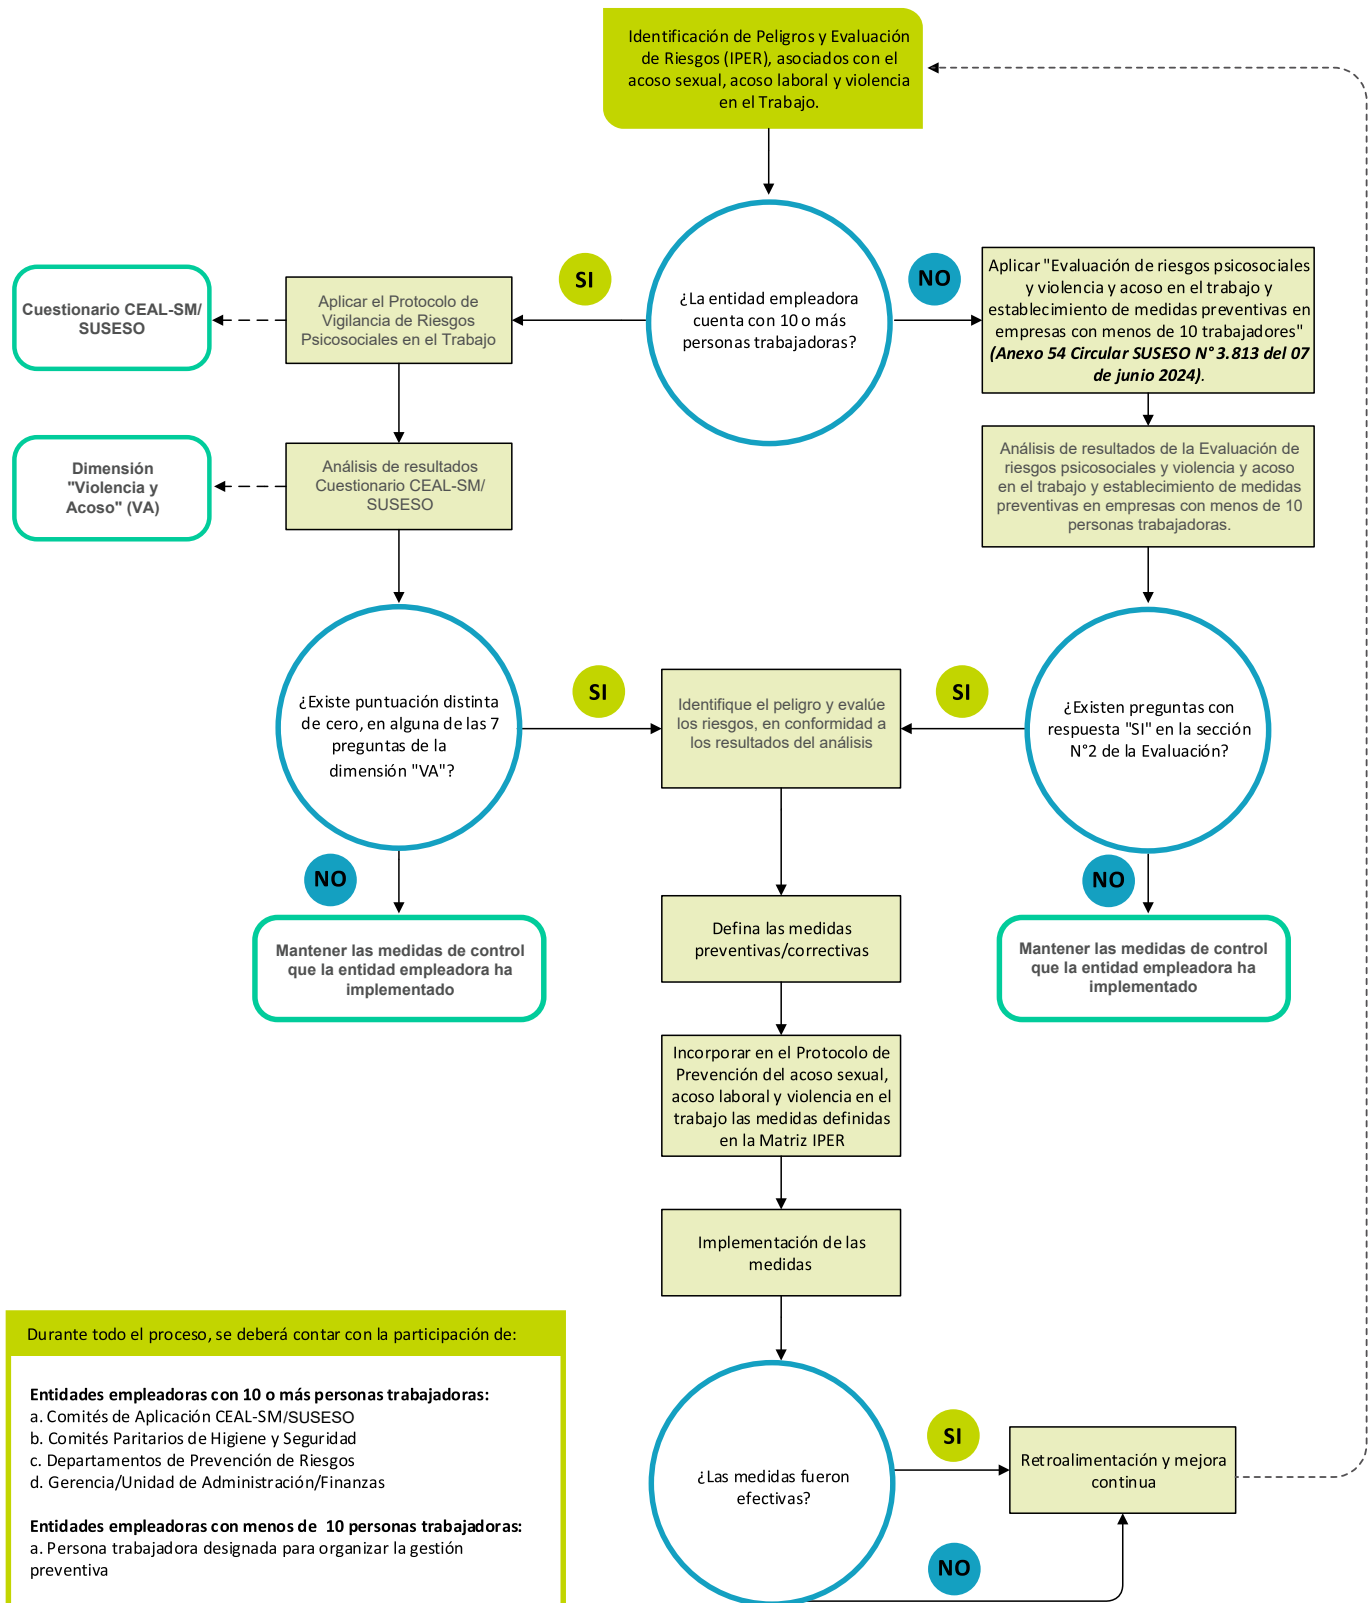 Identificación de Peligros y Evaluación
de Riesgos (IPER), asociados con el
acoso sexual, acoso laboral y violencia
en el Trabajo.
¿La entidad empleadora
cuenta con 10 o más
personas trabajadoras?
SI
NO
Cuestionario CEAL-SM/
SUSESO
Aplicar el Protocolo de
Vigilancia de Riesgos
Psicosociales en el Trabajo
Aplicar "Evaluación de riesgos psicosociales
y violencia y acoso en el trabajo y
establecimiento de medidas preventivas en
empresas con menos de 10 trabajadores"
(Anexo 54 Circular SUSESO N° 3.813 del 07
de junio 2024).
Dimensión
"Violencia y
Acoso" (VA)
Análisis de resultados
Cuestionario CEAL-SM/
SUSESO
Análisis de resultados de la Evaluación de
riesgos psicosociales y violencia y acoso
en el trabajo y establecimiento de medidas
preventivas en empresas con menos de 10
personas trabajadoras.
¿Existe puntuación distinta
de cero, en alguna de las 7
preguntas de la
dimensión "VA"?
SI
Identifique el peligro y evalúe
los riesgos, en conformidad a
los resultados del análisis
SI
¿Existen preguntas con
respuesta "SI" en la sección
N°2 de la Evaluación?
NO
NO
Mantener las medidas de control
que la entidad empleadora ha
implementado
Defina las medidas
preventivas/correctivas
Mantener las medidas de control
que la entidad empleadora ha
implementado
Incorporar en el Protocolo de
Prevención del acoso sexual,
acoso laboral y violencia en el
trabajo las medidas definidas
en la Matriz IPER
Implementación de las
medidas
¿Las medidas fueron
efectivas?
SI
NO
Retroalimentación y mejora
continua
Durante todo el proceso, se deberá contar con la participación de:
Entidades empleadoras con 10 o más personas trabajadoras:
a. Comités de Aplicación CEAL-SM/SUSESO
b. Comités Paritarios de Higiene y Seguridad
c. Departamentos de Prevención de Riesgos
d. Gerencia/Unidad de Administración/Finanzas
Entidades empleadoras con menos de 10 personas trabajadoras:
a. Persona trabajadora designada para organizar la gestión
preventiva